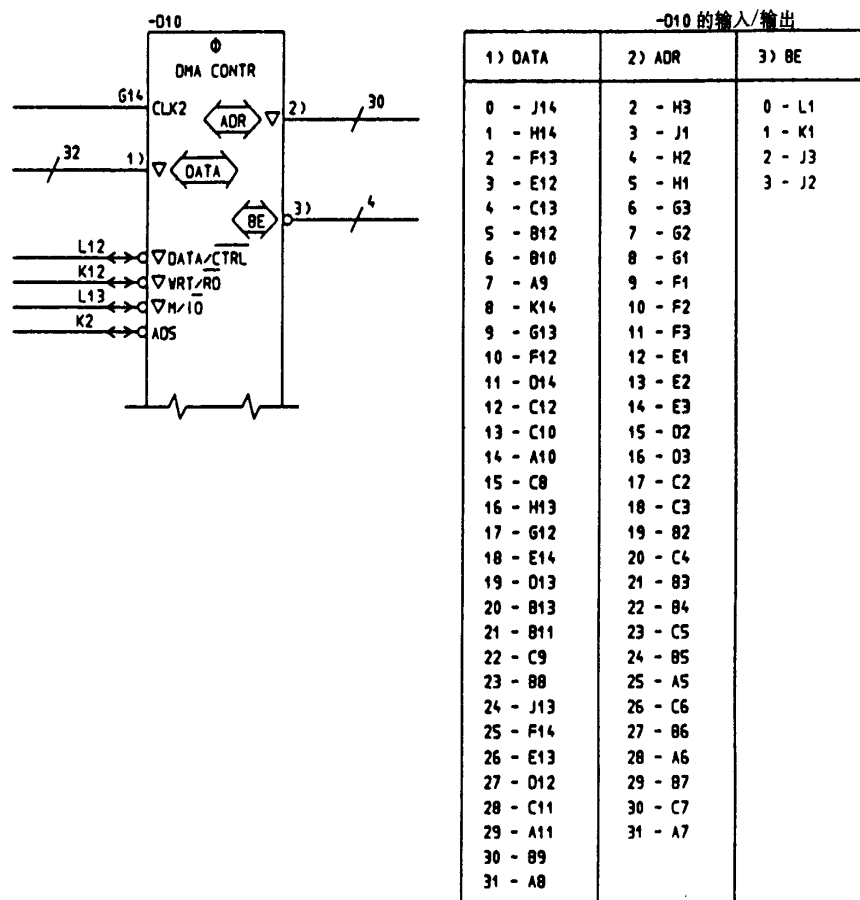 -D10
Φ
DMA CONTR
G14 CLK2
ADR 2) 30
32 1) DATA
BE 3) 4
L12 DATA/CTRL
K12 WRT/RD
L13 M/IO
K2 ADS
-D10 的输入/输出
1) DATA 2) ADR 3) BE
0 - J14 2 - H3 0 - L1
1 - H14 3 - J1 1 - K1
2 - F13 4 - H2 2 - J3
3 - E12 5 - H1 3 - J2
4 - C13 6 - G3
5 - B12 7 - G2
6 - B10 8 - G1
7 - A9 9 - F1
8 - K14 10 - F2
9 - G13 11 - F3
10 - F12 12 - E1
11 - D14 13 - E2
12 - C12 14 - E3
13 - C10 15 - D2
14 - A10 16 - D3
15 - C8 17 - C2
16 - H13 18 - C3
17 - G12 19 - B2
18 - E14 20 - C4
19 - D13 21 - B3
20 - B13 22 - B4
21 - B11 23 - C5
22 - C9 24 - B5
23 - B8 25 - A5
24 - J13 26 - C6
25 - F14 27 - B6
26 - E13 28 - A6
27 - D12 29 - B7
28 - C11 30 - C7
29 - A11 31 - A7
30 - B9
31 - A8